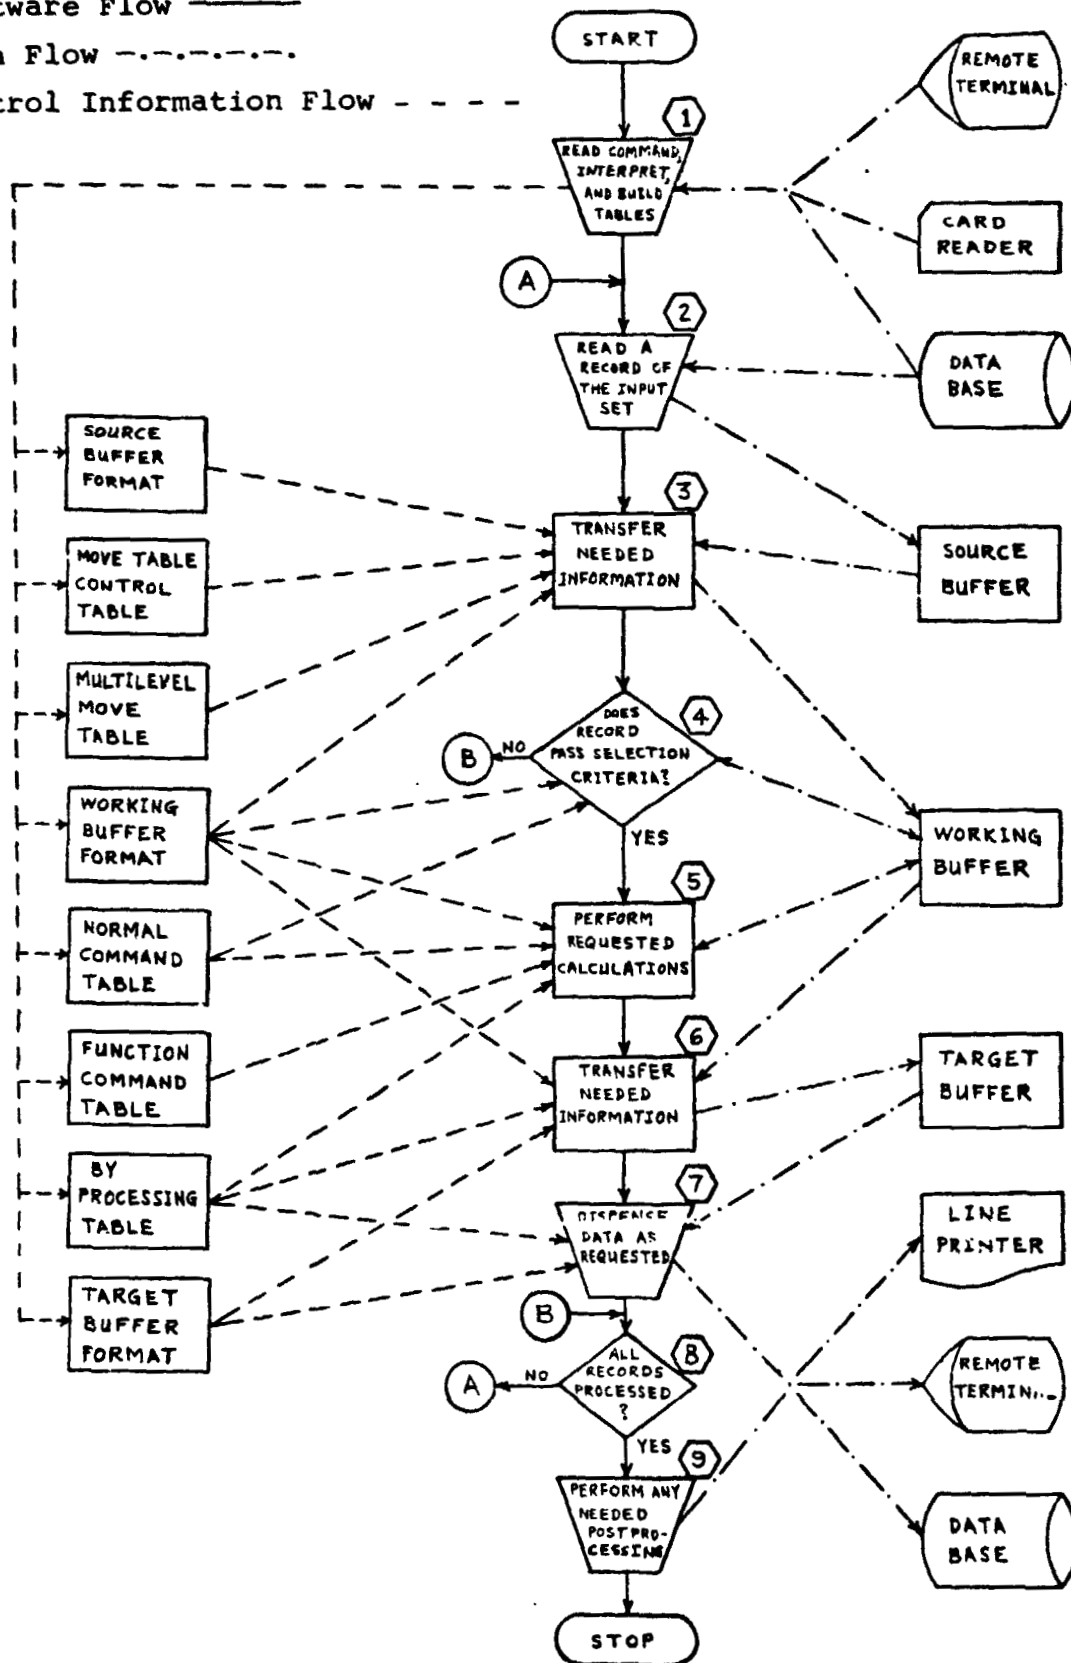 tware Flow
Flow -.-.-.-.-.
trol Information Flow - - - -
START
1
READ COMMAND,
INTERPRET,
AND BUILD
TABLES
REMOTE
TERMINAL
CARD
READER
A
2
READ A
RECORD OF
THE INPUT
SET
DATA
BASE
SOURCE
BUFFER
FORMAT
3
TRANSFER
NEEDED
INFORMATION
SOURCE
BUFFER
MOVE TABLE
CONTROL
TABLE
MULTILEVEL
MOVE
TABLE
4
DOES
RECORD
PASS SELECTION
CRITERIA?
NO
B
YES
WORKING
BUFFER
FORMAT
WORKING
BUFFER
5
PERFORM
REQUESTED
CALCULATIONS
NORMAL
COMMAND
TABLE
FUNCTION
COMMAND
TABLE
6
TRANSFER
NEEDED
INFORMATION
TARGET
BUFFER
BY
PROCESSING
TABLE
7
DISPENCE
DATA AS
REQUESTED
LINE
PRINTER
TARGET
BUFFER
FORMAT
B
8
ALL
RECORDS
PROCESSED
?
NO
A
YES
REMOTE
9
PERFORM ANY
NEEDED
POSTPRO-
CESSING
DATA
BASE
STOP